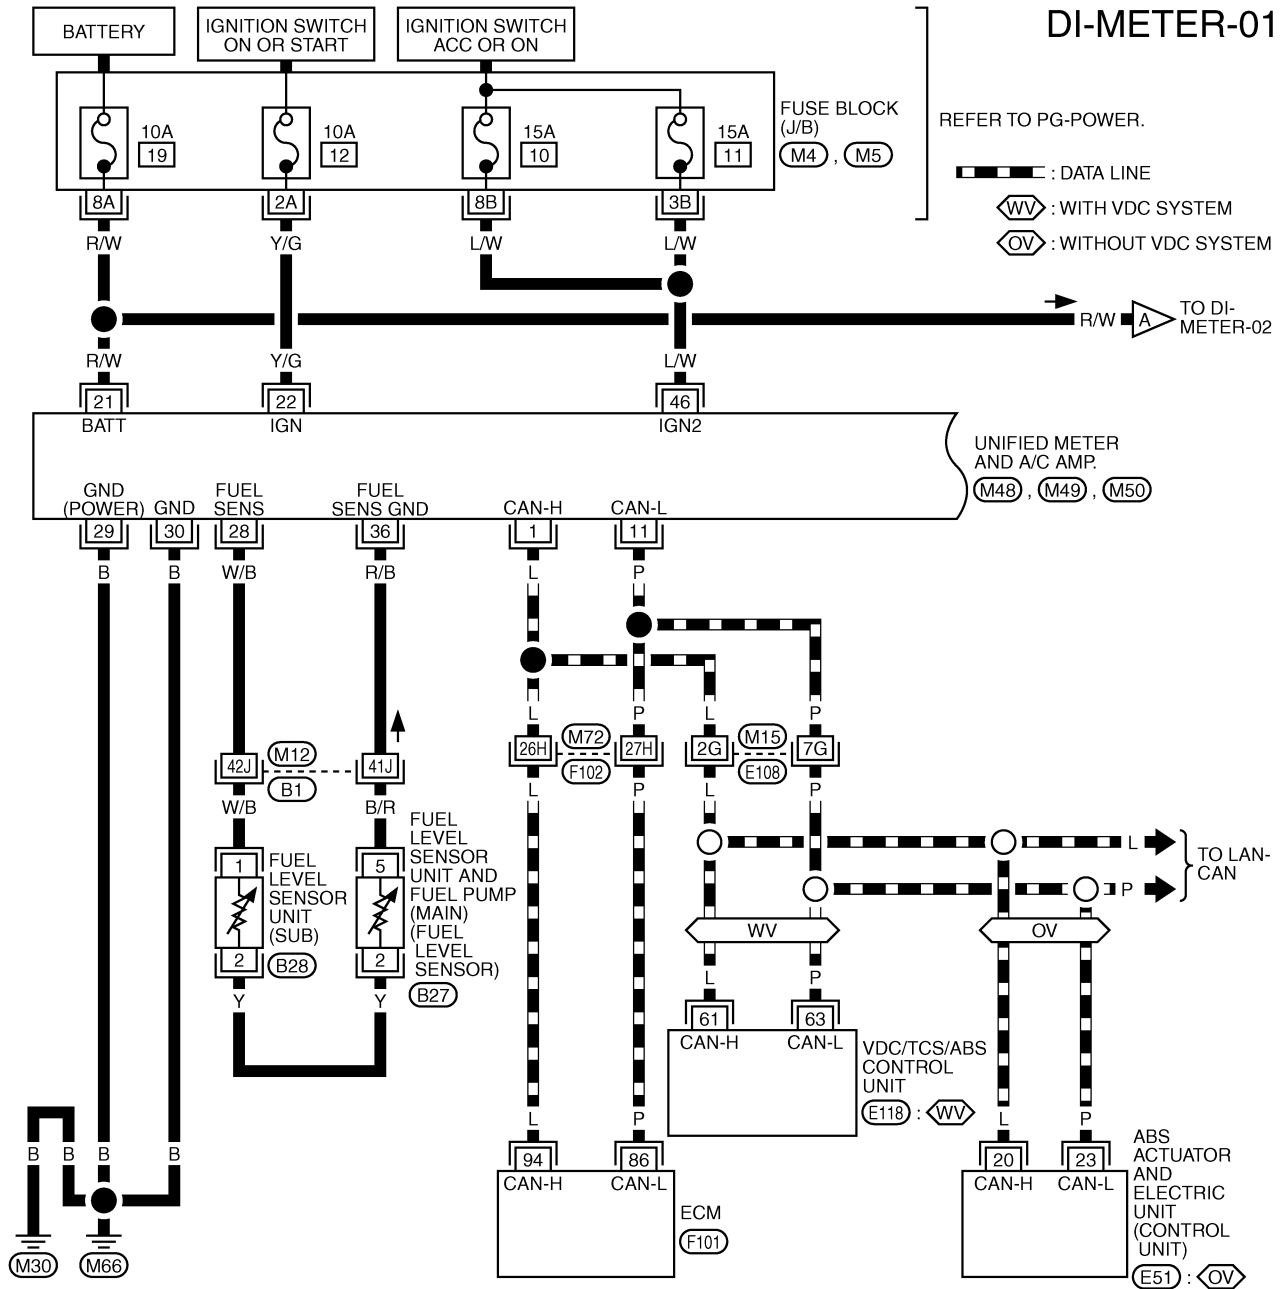 DI-METER-01
BATTERY
IGNITION SWITCH
ON OR START
IGNITION SWITCH
ACC OR ON
10A
19
10A
12
15A
10
15A
11
FUSE BLOCK
(J/B)
M4 , M5
REFER TO PG-POWER.
: DATA LINE
WV : WITH VDC SYSTEM
OV : WITHOUT VDC SYSTEM
8A
2A
8B
3B
R/W
Y/G
L/W
L/W
R/W
A
TO DI-
METER-02
R/W
Y/G
L/W
21
22
46
BATT
IGN
IGN2
UNIFIED METER
AND A/C AMP.
M48 , M49 , M50
GND
(POWER)
GND
FUEL
SENS
FUEL
SENS GND
CAN-H
CAN-L
29
30
28
36
1
11
B
B
W/B
R/B
L
P
L
P
L
P
42J
M12
B1
41J
26H
M72
F102
27H
2G
M15
E108
7G
W/B
B/R
L
P
L
P
1
FUEL
LEVEL
SENSOR
UNIT
(SUB)
2
B28
5
FUEL
LEVEL
SENSOR
UNIT AND
FUEL PUMP
(MAIN)
(FUEL
LEVEL
SENSOR)
2
B27
L
P
TO LAN-
CAN
WV
OV
Y
Y
L
P
61
63
CAN-H
CAN-L
VDC/TCS/ABS
CONTROL
UNIT
E118 : WV
L
P
L
P
B
B
B
B
94
86
CAN-H
CAN-L
ECM
F101
20
23
CAN-H
CAN-L
ABS
ACTUATOR
AND
ELECTRIC
UNIT
(CONTROL
UNIT)
E51 : OV
M30
M66